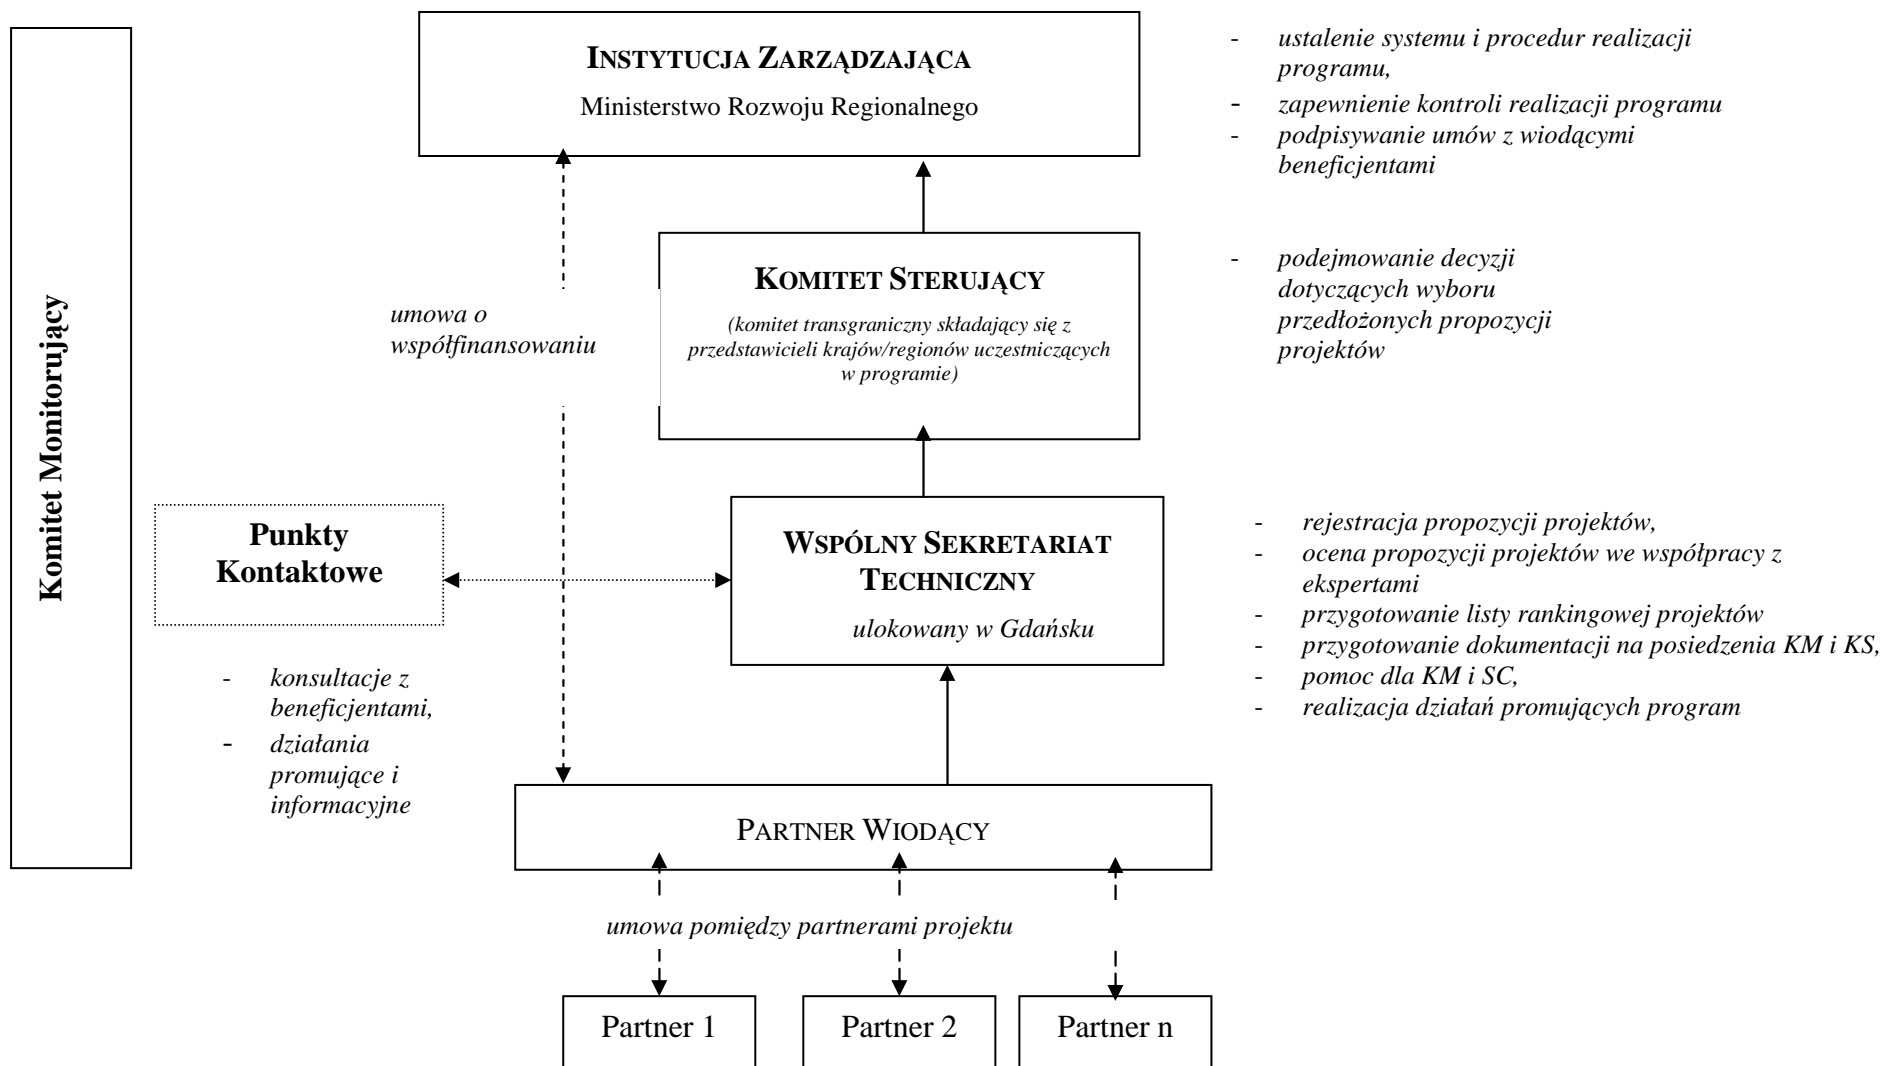 Komitet Monitorujący
INSTYTUCJA ZARZĄDZAJĄCA
Ministerstwo Rozwoju Regionalnego
- ustalenie systemu i procedur realizacji
programu,
- zapewnienie kontroli realizacji programu
- podpisywanie umów z wiodącymi
beneficjentami
umowa o
współfinansowaniu
KOMITET STERUJĄCY
(komitet transgraniczny składający się z
przedstawicieli krajów/regionów uczestniczących
w programie)
- podejmowanie decyzji
dotyczących wyboru
przedłożonych propozycji
projektów
Punkty
Kontaktowe
- konsultacje z
beneficjentami,
- działania
promujące i
informacyjne
WSPÓLNY SEKRETARIAT
TECHNICZNY
ulokowany w Gdańsku
- rejestracja propozycji projektów,
- ocena propozycji projektów we współpracy z
ekspertami
- przygotowanie listy rankingowej projektów
- przygotowanie dokumentacji na posiedzenia KM i KS,
- pomoc dla KM i SC,
- realizacja działań promujących program
PARTNER WIODĄCY
umowa pomiędzy partnerami projektu
Partner 1
Partner 2
Partner n